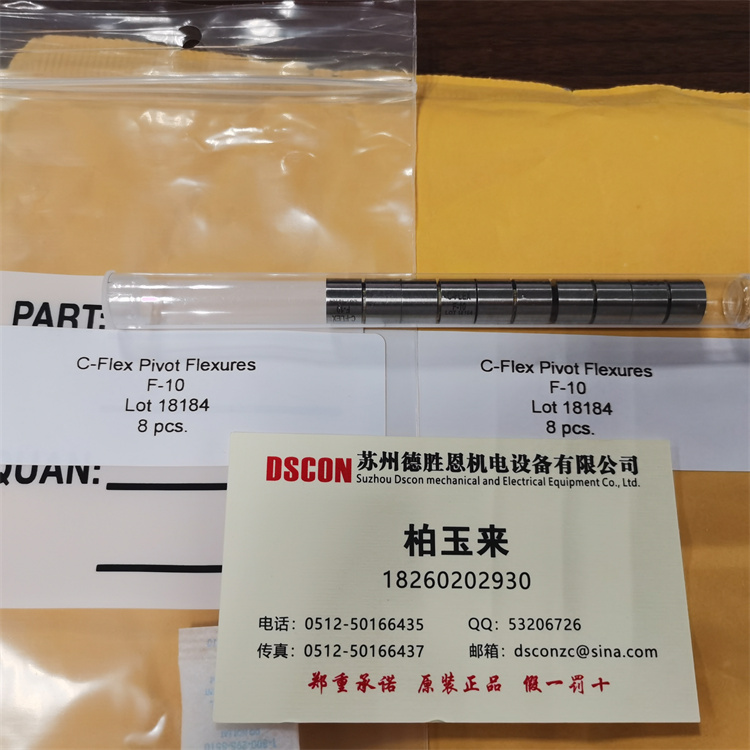 PART:
C-FLEX
F-10
C-Flex Pivot Flexures
F-10
Lot 18184
8 pcs.
C-Flex Pivot Flexures
F-10
Lot 18184
8 pcs.
QUAN:
DSCON 苏州德胜恩机电设备有限公司
Suzhou Dscon mechanical and Electrical Equipment Co., Ltd.
柏玉来
18260202930
电话：0512-50166435 QQ：53206726
传真：0512-50166437 邮箱：dsconzc@sina.com
郑重承诺 原装正品 假一罚十